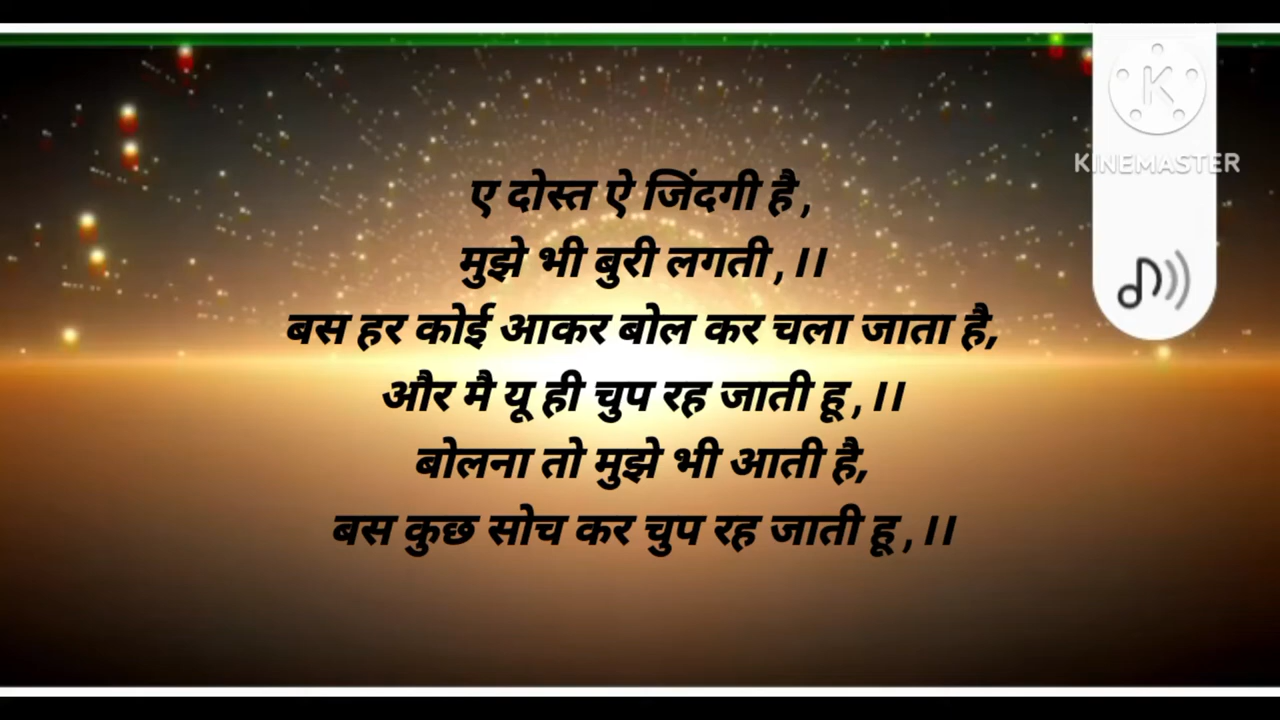 ए दोस्त ऐ जिंदगी है ,
मुझे भी बुरी लगती , ।।
बस हर कोई आकर बोल कर चला जाता है,
और मै यू ही चुप रह जाती हू , ।।
बोलना तो मुझे भी आती है,
बस कुछ सोच कर चुप रह जाती हू , ।।
K
KINEMASTER